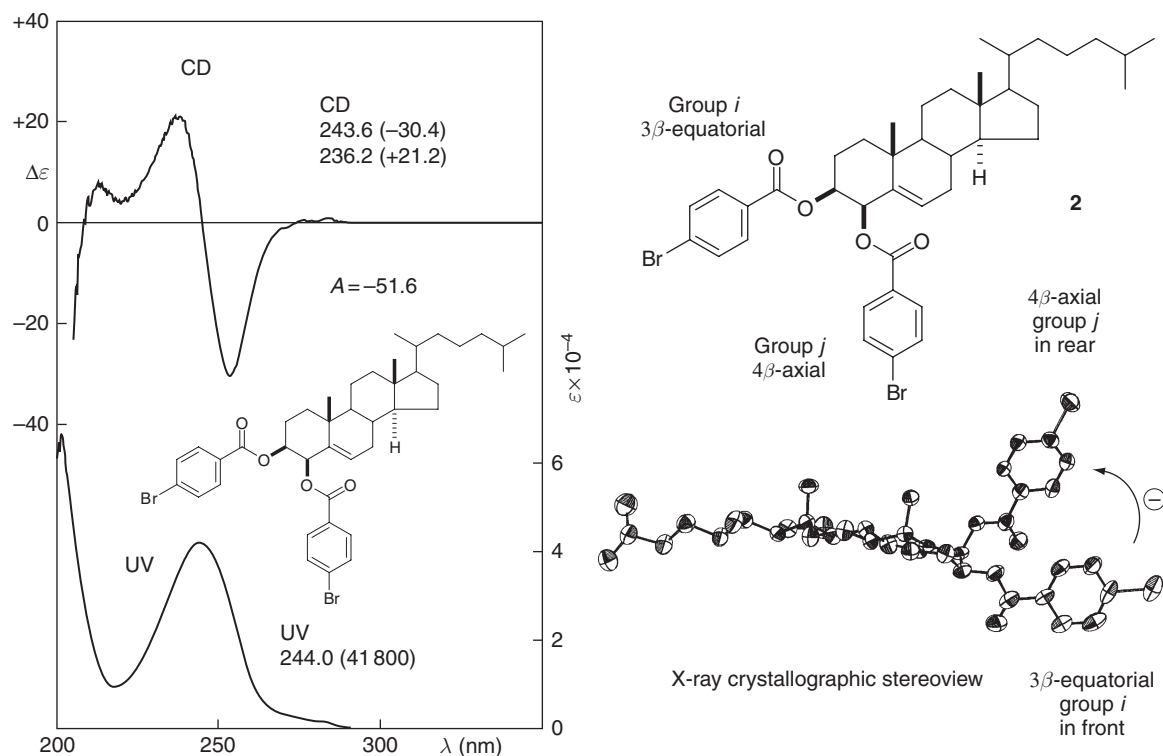 +40
+20
Δε
0
−20
−40
CD
CD
243.6 (−30.4)
236.2 (+21.2)
A = −51.6
O
O
Br
O
O
H
Br
UV
UV
244.0 (41 800)
ε×10⁻⁴
6
4
2
0
200
250
300
λ (nm)
Group i
3β-equatorial
O
O
Br
O
O
H
2
Br
Group j
4β-axial
4β-axial
group j
in rear
−
X-ray crystallographic stereoview
3β-equatorial
group i
in front